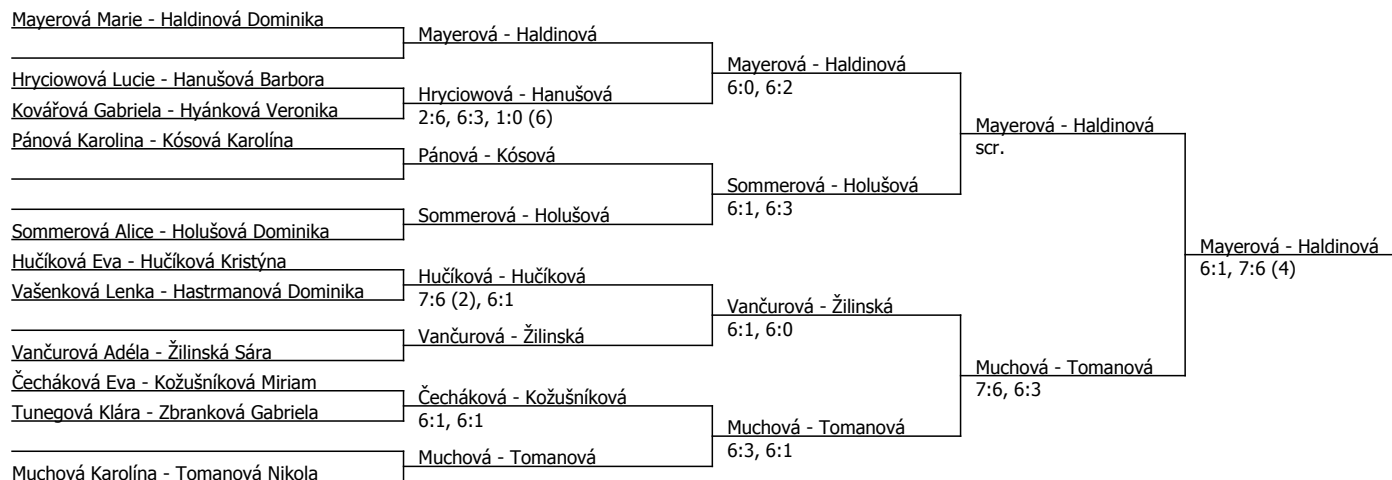 Mayerová Marie - Haldinová Dominika
Hryciowová Lucie - Hanušová Barbora
Kovářová Gabriela - Hyánková Veronika
Pánová Karolina - Kósová Karolína
Sommerová Alice - Holušová Dominika
Hučíková Eva - Hučíková Kristýna
Vašenková Lenka - Hastrmanová Dominika
Vančurová Adéla - Žilinská Sára
Čecháková Eva - Kožušníková Miriam
Tunegová Klára - Zbranková Gabriela
Muchová Karolína - Tomanová Nikola
Mayerová - Haldinová
Hryciowová - Hanušová
2:6, 6:3, 1:0 (6)
Pánová - Kósová
Sommerová - Holušová
Hučíková - Hučíková
7:6 (2), 6:1
Vančurová - Žilinská
Čecháková - Kožušníková
6:1, 6:1
Muchová - Tomanová
Mayerová - Haldinová
6:0, 6:2
Sommerová - Holušová
6:1, 6:3
Vančurová - Žilinská
6:1, 6:0
Muchová - Tomanová
6:3, 6:1
Mayerová - Haldinová
scr.
Muchová - Tomanová
7:6, 6:3
Mayerová - Haldinová
6:1, 7:6 (4)